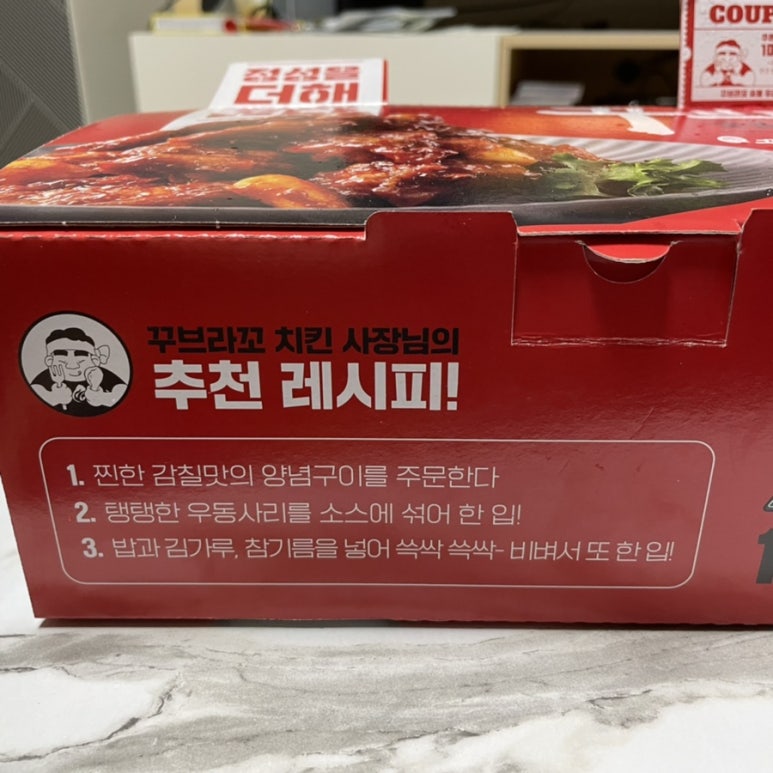 정성을
더해
COUP
꾸브라꼬 치킨 사장님의
추천 레시피!
1. 찐한 감칠맛의 양념구이를 주문한다
2. 탱탱한 우동사리를 소스에 섞어 한 입!
3. 밥과 김가루, 참기름을 넣어 쓱싹 쓱싹- 비벼서 또 한 입!